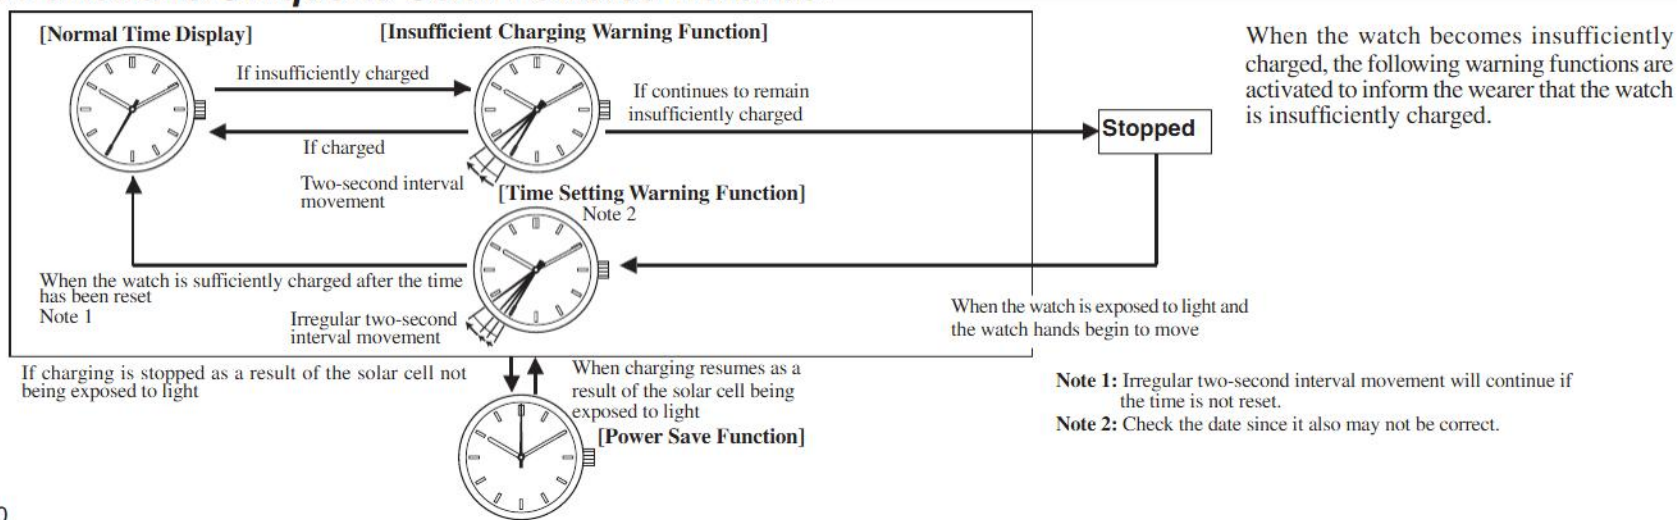 [Normal Time Display]
[Insufficient Charging Warning Function]
If insufficiently charged
If charged
Two-second interval
movement
If continues to remain
insufficiently charged
Stopped
When the watch becomes insufficiently
charged, the following warning functions are
activated to inform the wearer that the watch
is insufficiently charged.
[Time Setting Warning Function]
Note 2
When the watch is sufficiently charged after the time
has been reset
Note 1
Irregular two-second
interval movement
When the watch is exposed to light and
the watch hands begin to move
If charging is stopped as a result of the solar cell not
being exposed to light
When charging resumes as a
result of the solar cell being
exposed to light
[Power Save Function]
Note 1: Irregular two-second interval movement will continue if
the time is not reset.
Note 2: Check the date since it also may not be correct.